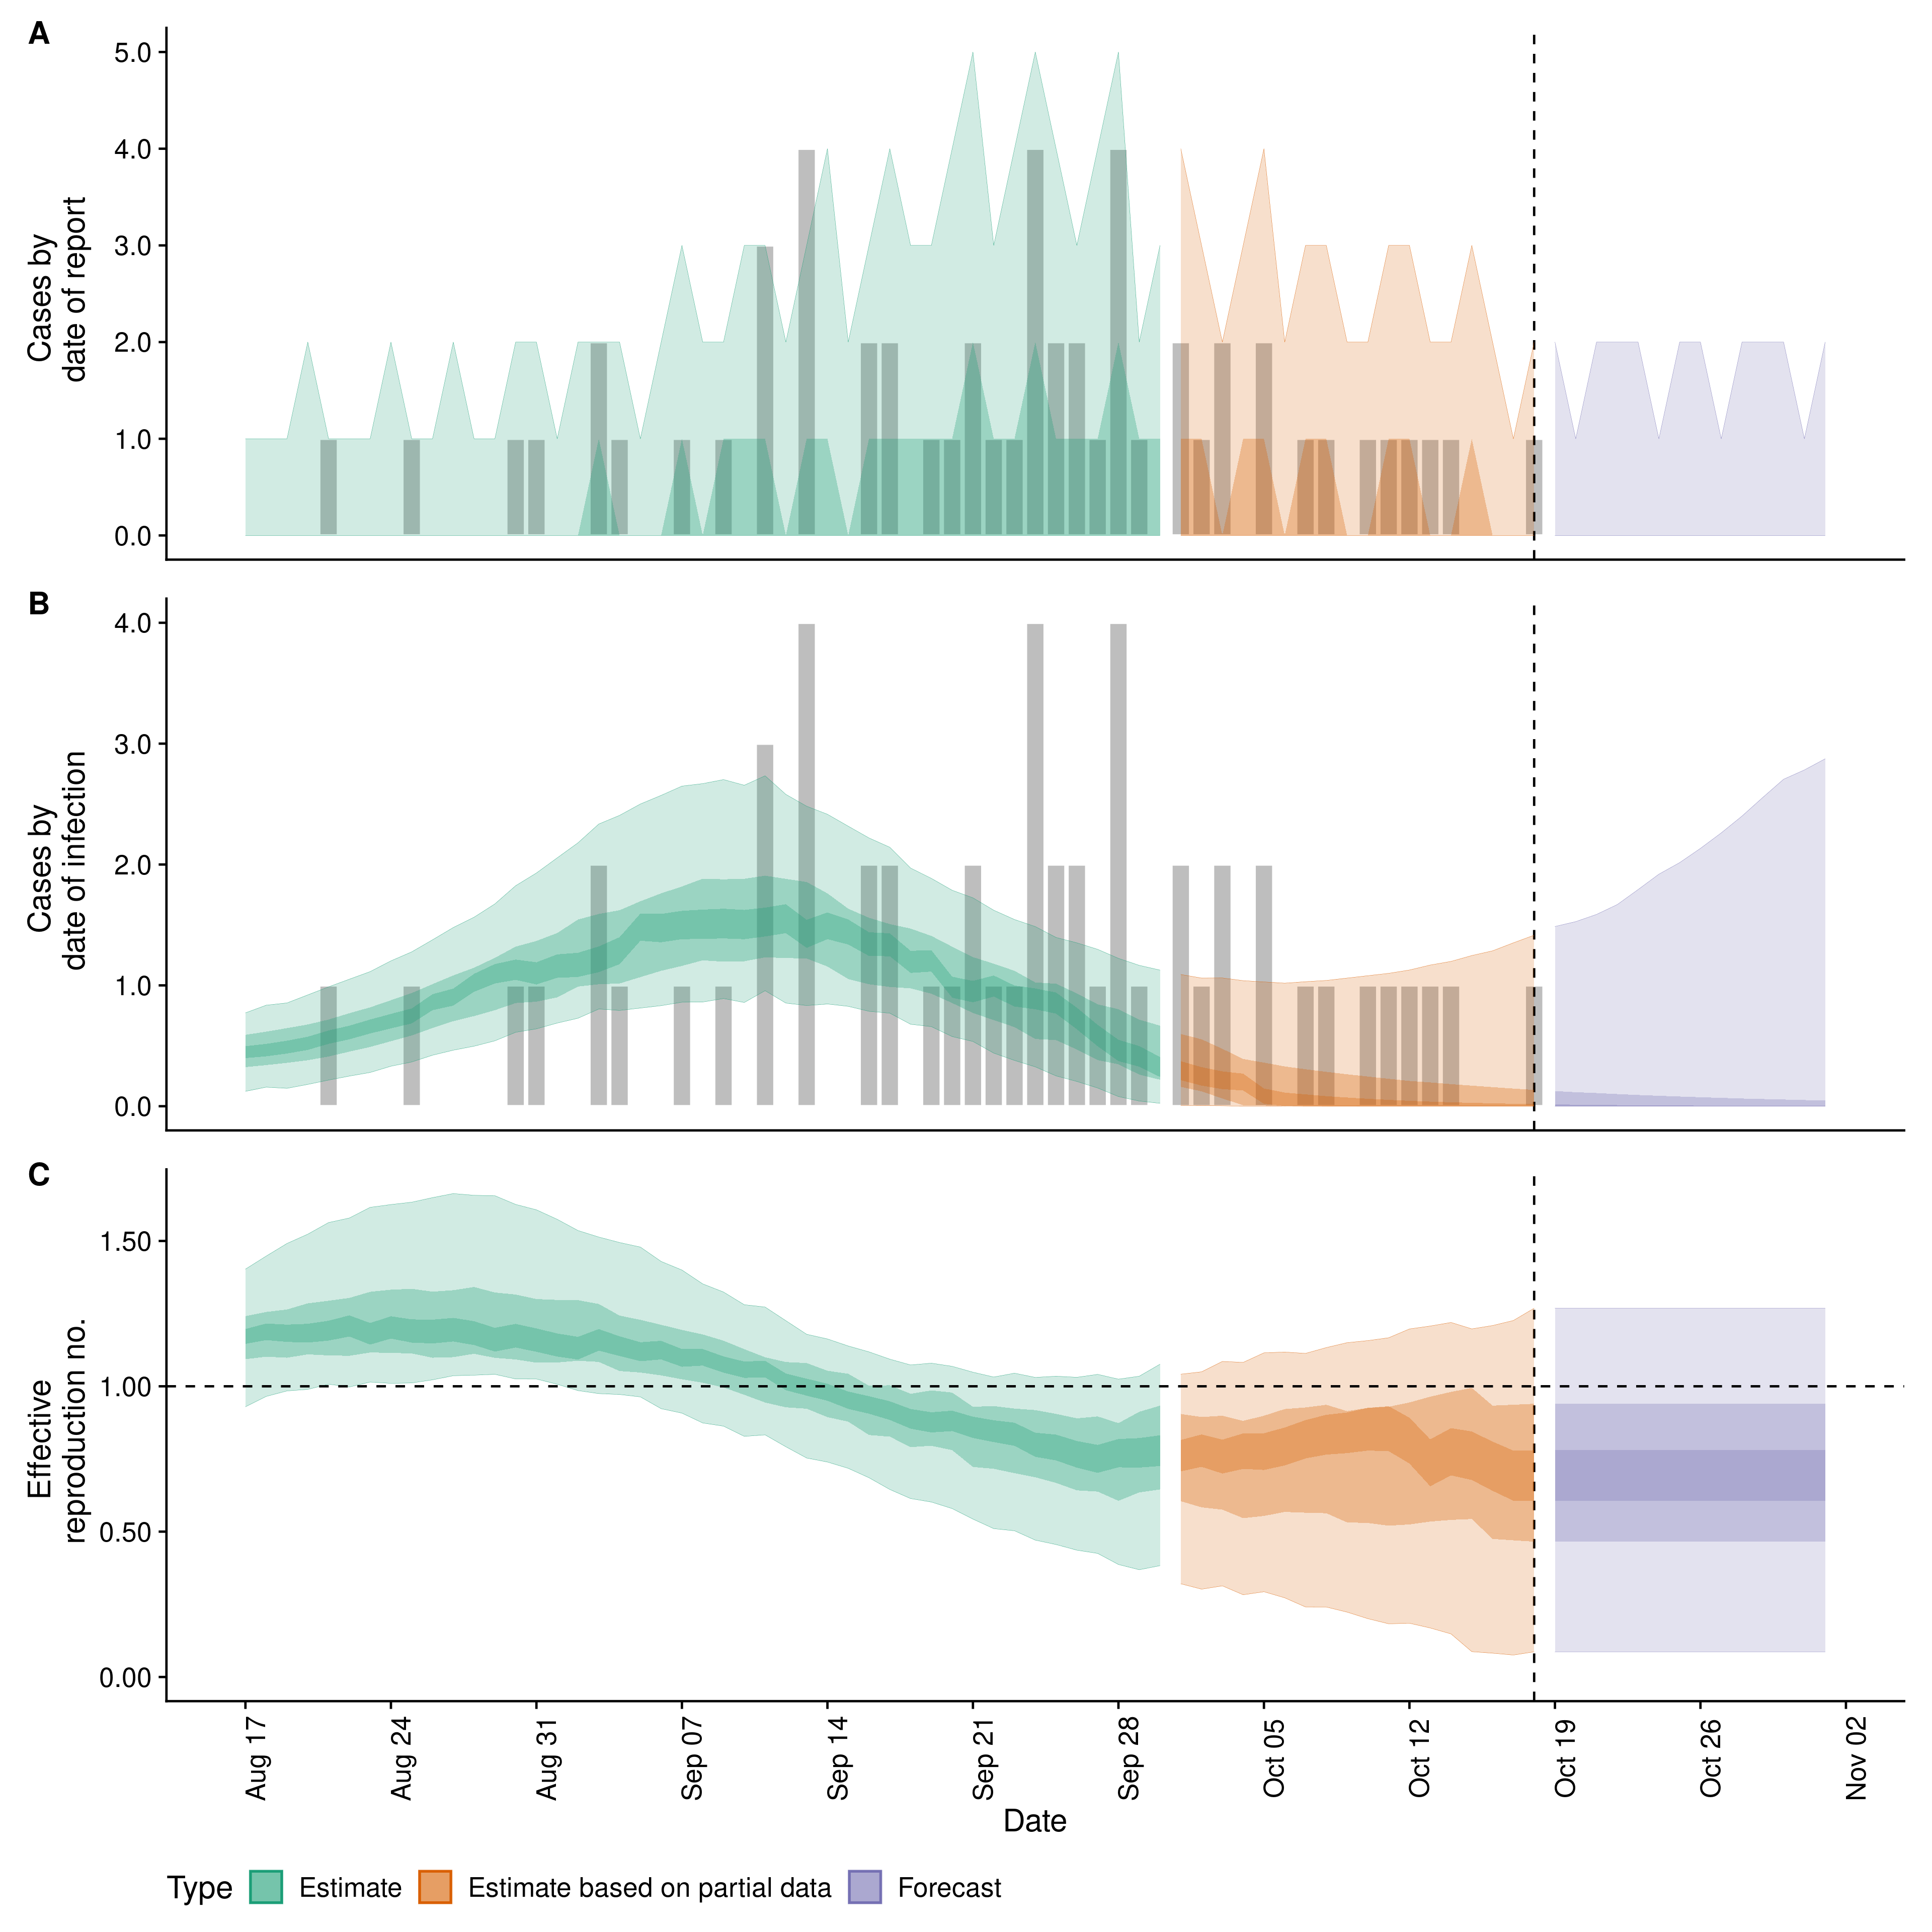 A
5.0
4.0
3.0
2.0
1.0
0.0
Cases by
date of report
B
4.0
3.0
2.0
1.0
0.0
Cases by
date of infection
C
1.50
1.00
0.50
0.00
Effective
reproduction no.
Aug 17
Aug 24
Aug 31
Sep 07
Sep 14
Sep 21
Sep 28
Oct 05
Oct 12
Oct 19
Oct 26
Nov 02
Date
Type
Estimate
Estimate based on partial data
Forecast